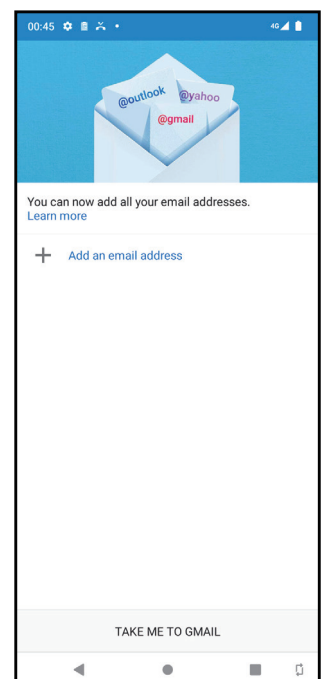 00:45
4G
@outlook
@yahoo
@gmail
You can now add all your email addresses.
Learn more
Add an email address
TAKE ME TO GMAIL